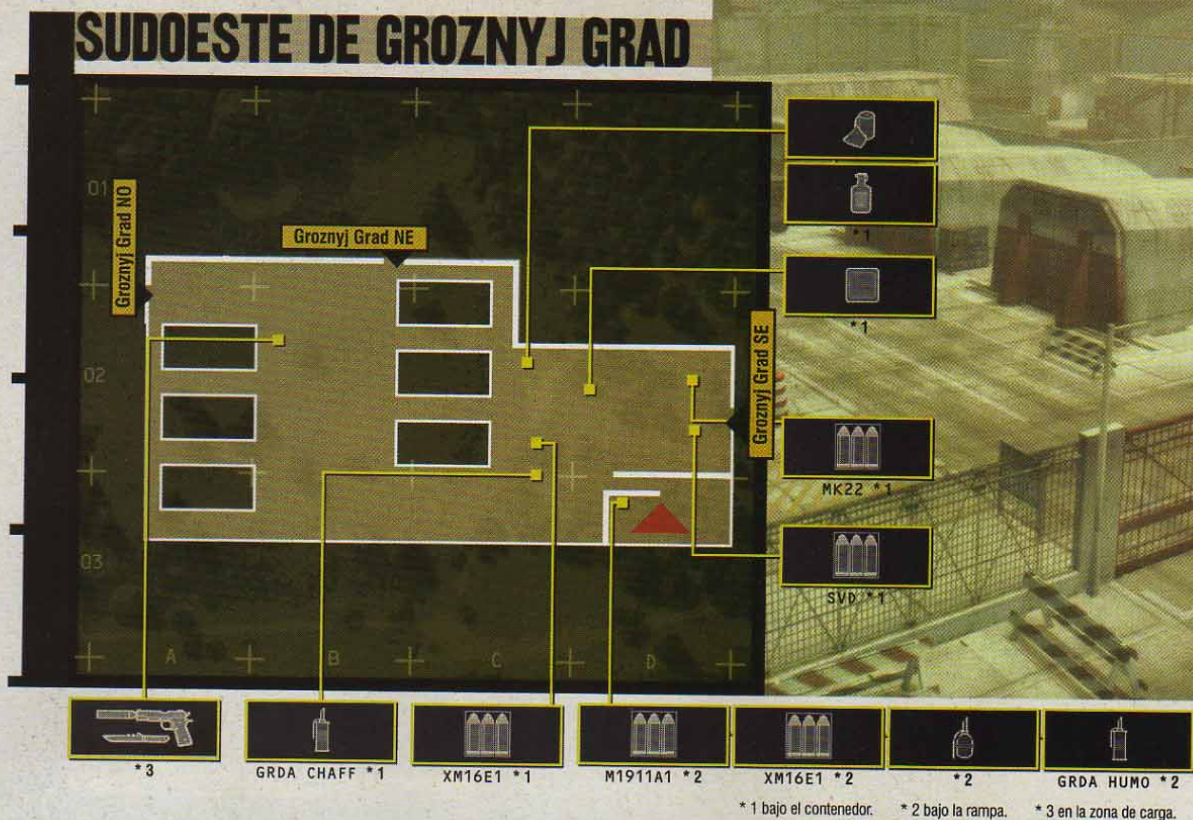 SUDOESTE DE GROZNYJ GRAD
01
Groznyj Grad NO
Groznyj Grad NE
*1
*1
02
Groznyj Grad SE
MK22 *1
SVD *1
03
A B C D
*3
GRDA CHAFF *1
XM16E1 *1
M1911A1 *2
XM16E1 *2
*2
GRDA HUMO *2
* 1 bajo el contenedor. * 2 bajo la rampa. * 3 en la zona de carga.